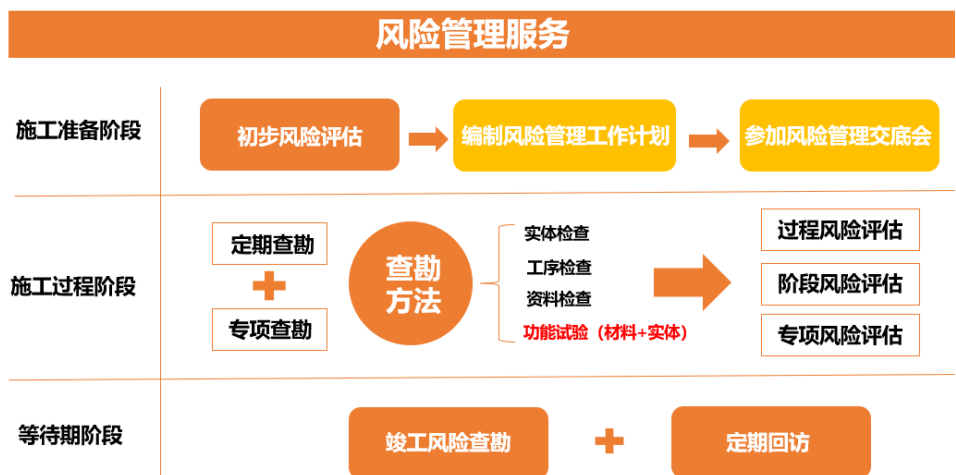 风险管理服务
施工准备阶段
初步风险评估
编制风险管理工作计划
参加风险管理交底会
施工过程阶段
定期查勘
专项查勘
查勘
方法
实体检查
工序检查
资料检查
功能试验（材料+实体）
过程风险评估
阶段风险评估
专项风险评估
等待期阶段
竣工风险查勘
定期回访